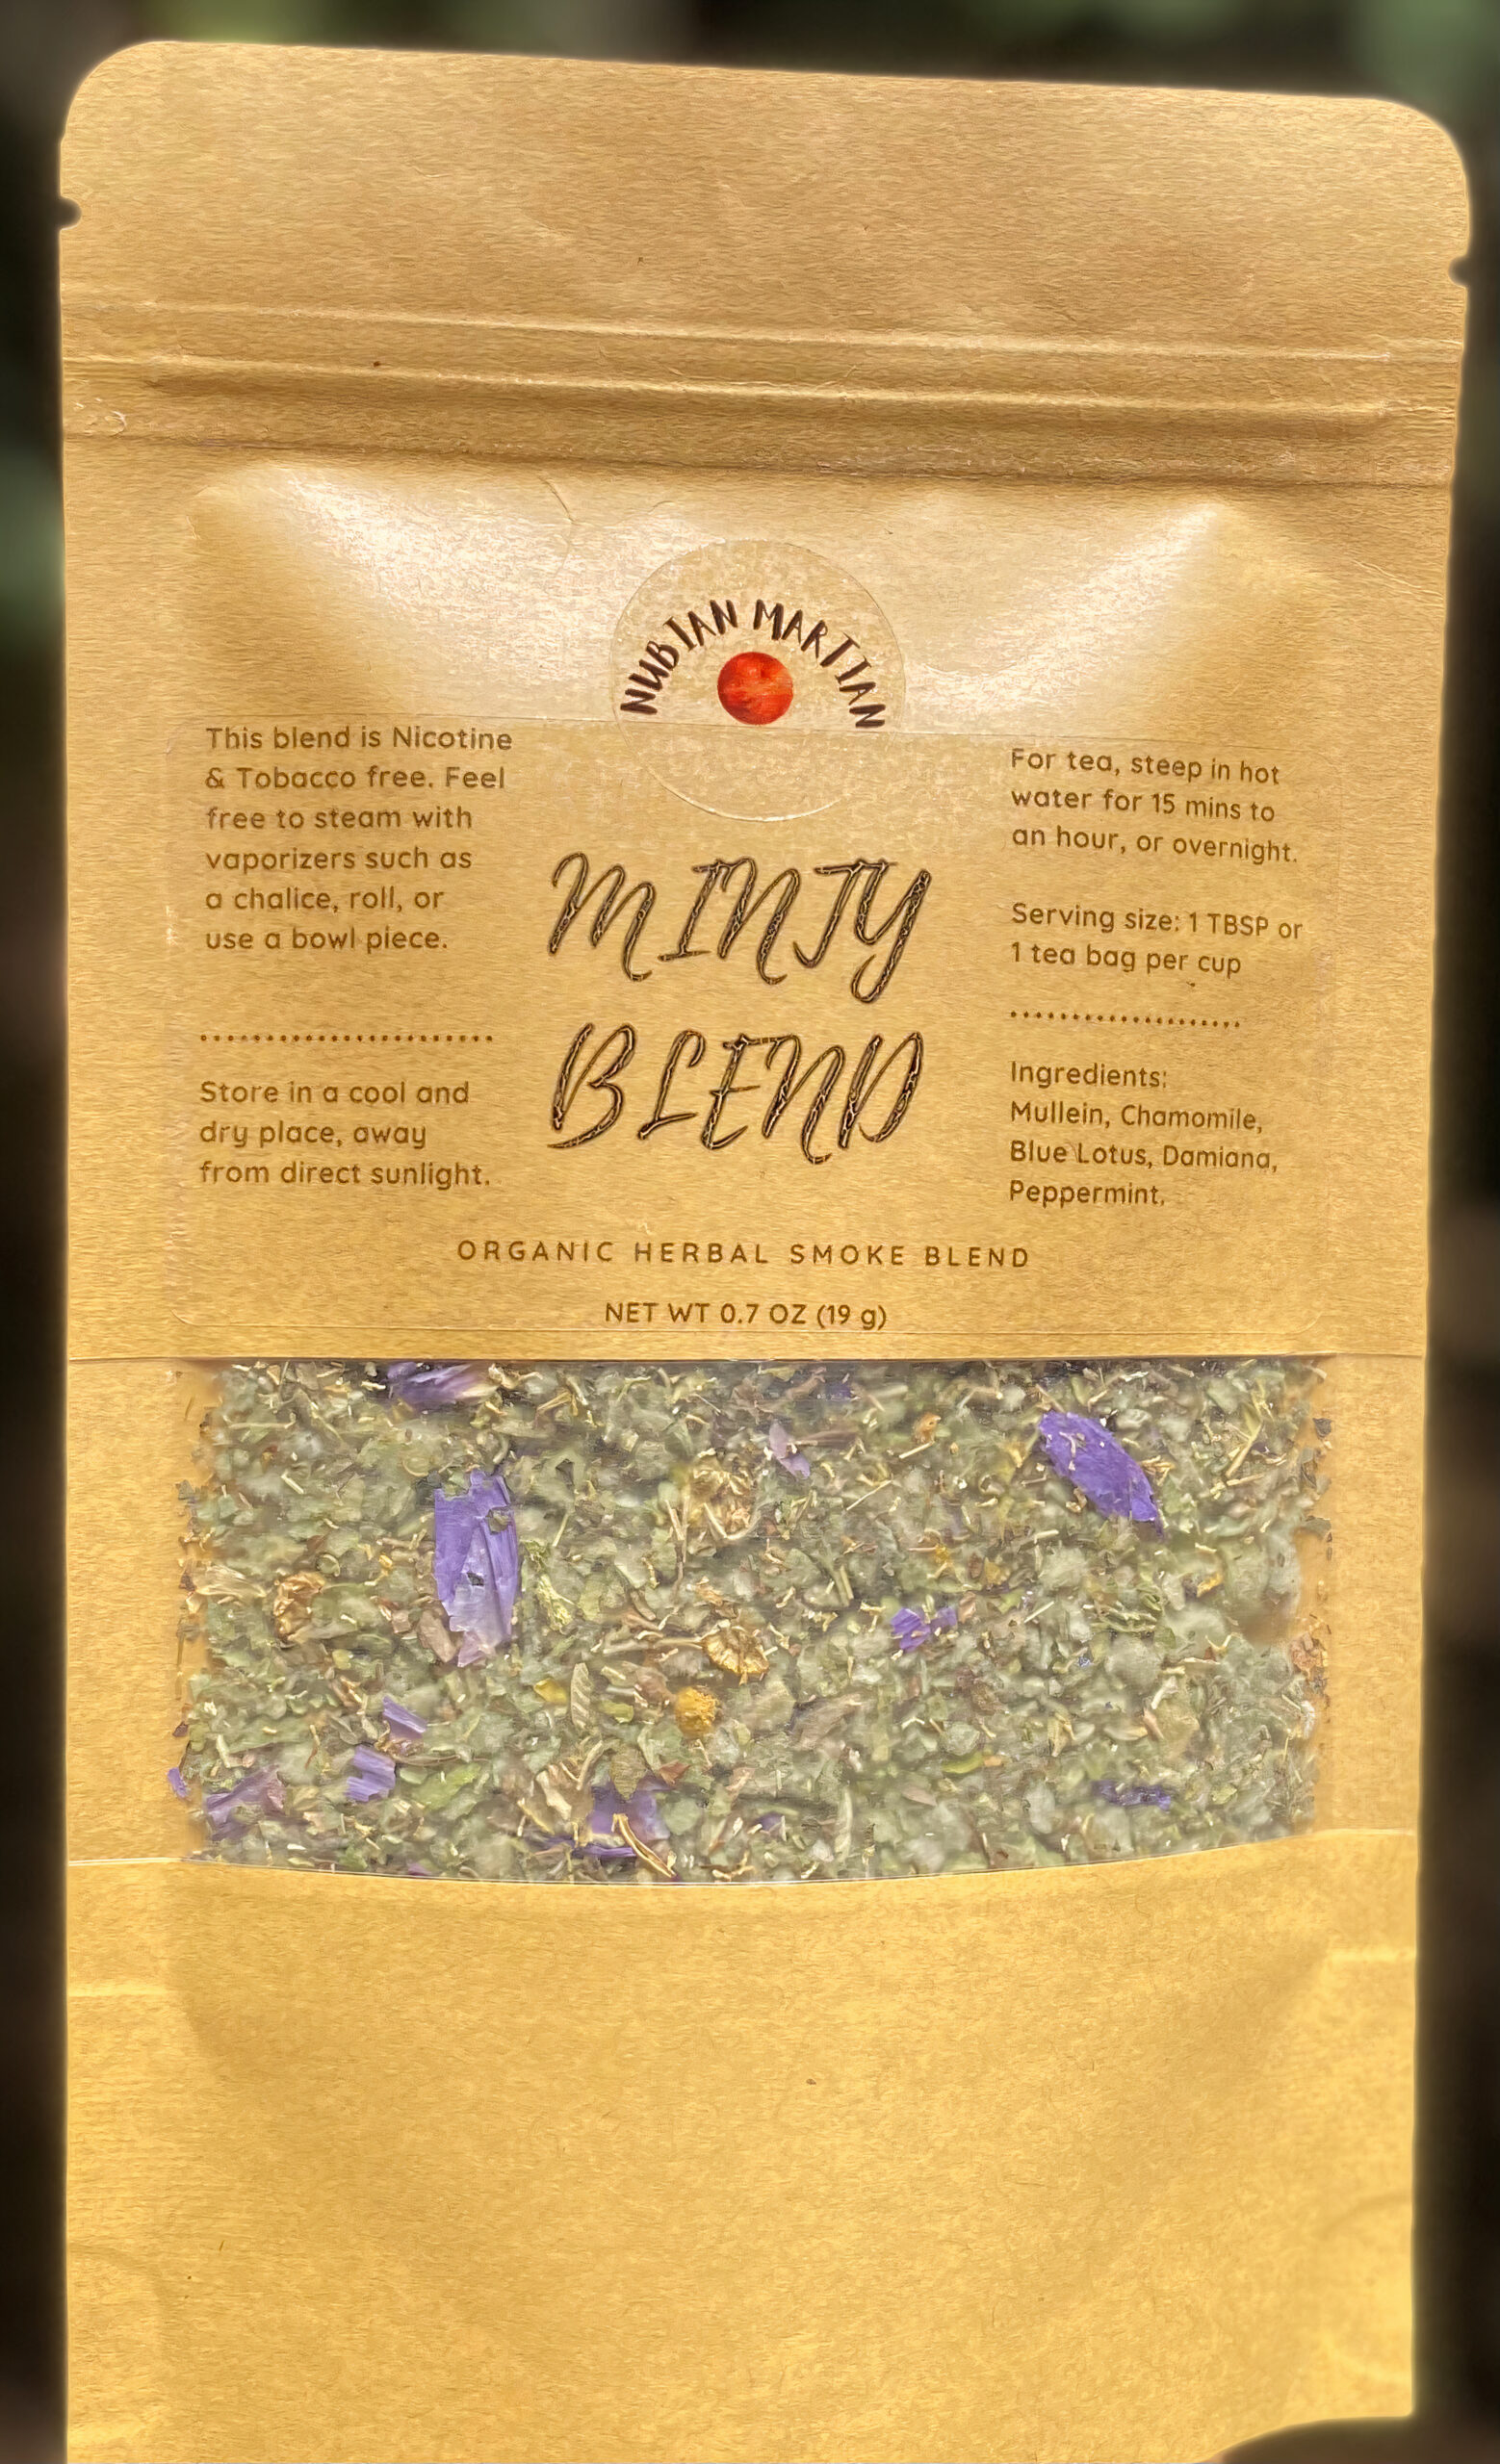 NUBIAN MARTIAN
This blend is Nicotine
& Tobacco free. Feel
free to steam with
vaporizers such as
a chalice, roll, or
use a bowl piece.
Store in a cool and
dry place, away
from direct sunlight.
MINTY
BLEND
For tea, steep in hot
water for 15 mins to
an hour, or overnight.
Serving size: 1 TBSP or
1 tea bag per cup
Ingredients:
Mullein, Chamomile,
Blue Lotus, Damiana,
Peppermint.
ORGANIC HERBAL SMOKE BLEND
NET WT 0.7 OZ (19 g)